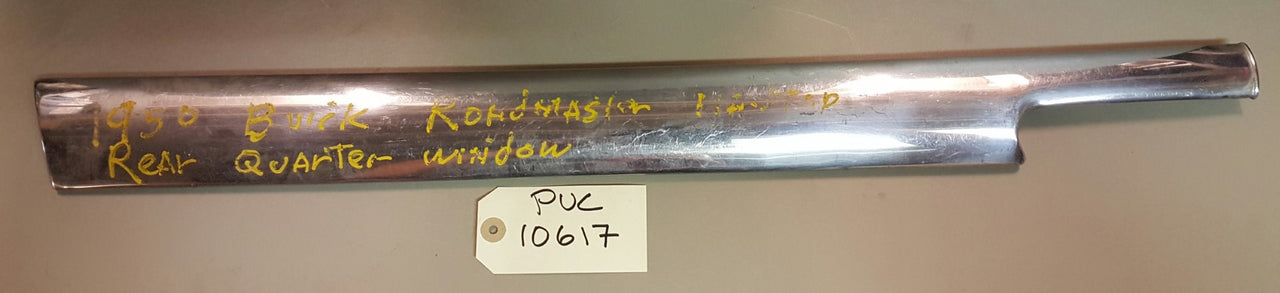 1950 Buick ROADMASTER
REAR QUARTER WINDOW
PUC
10617